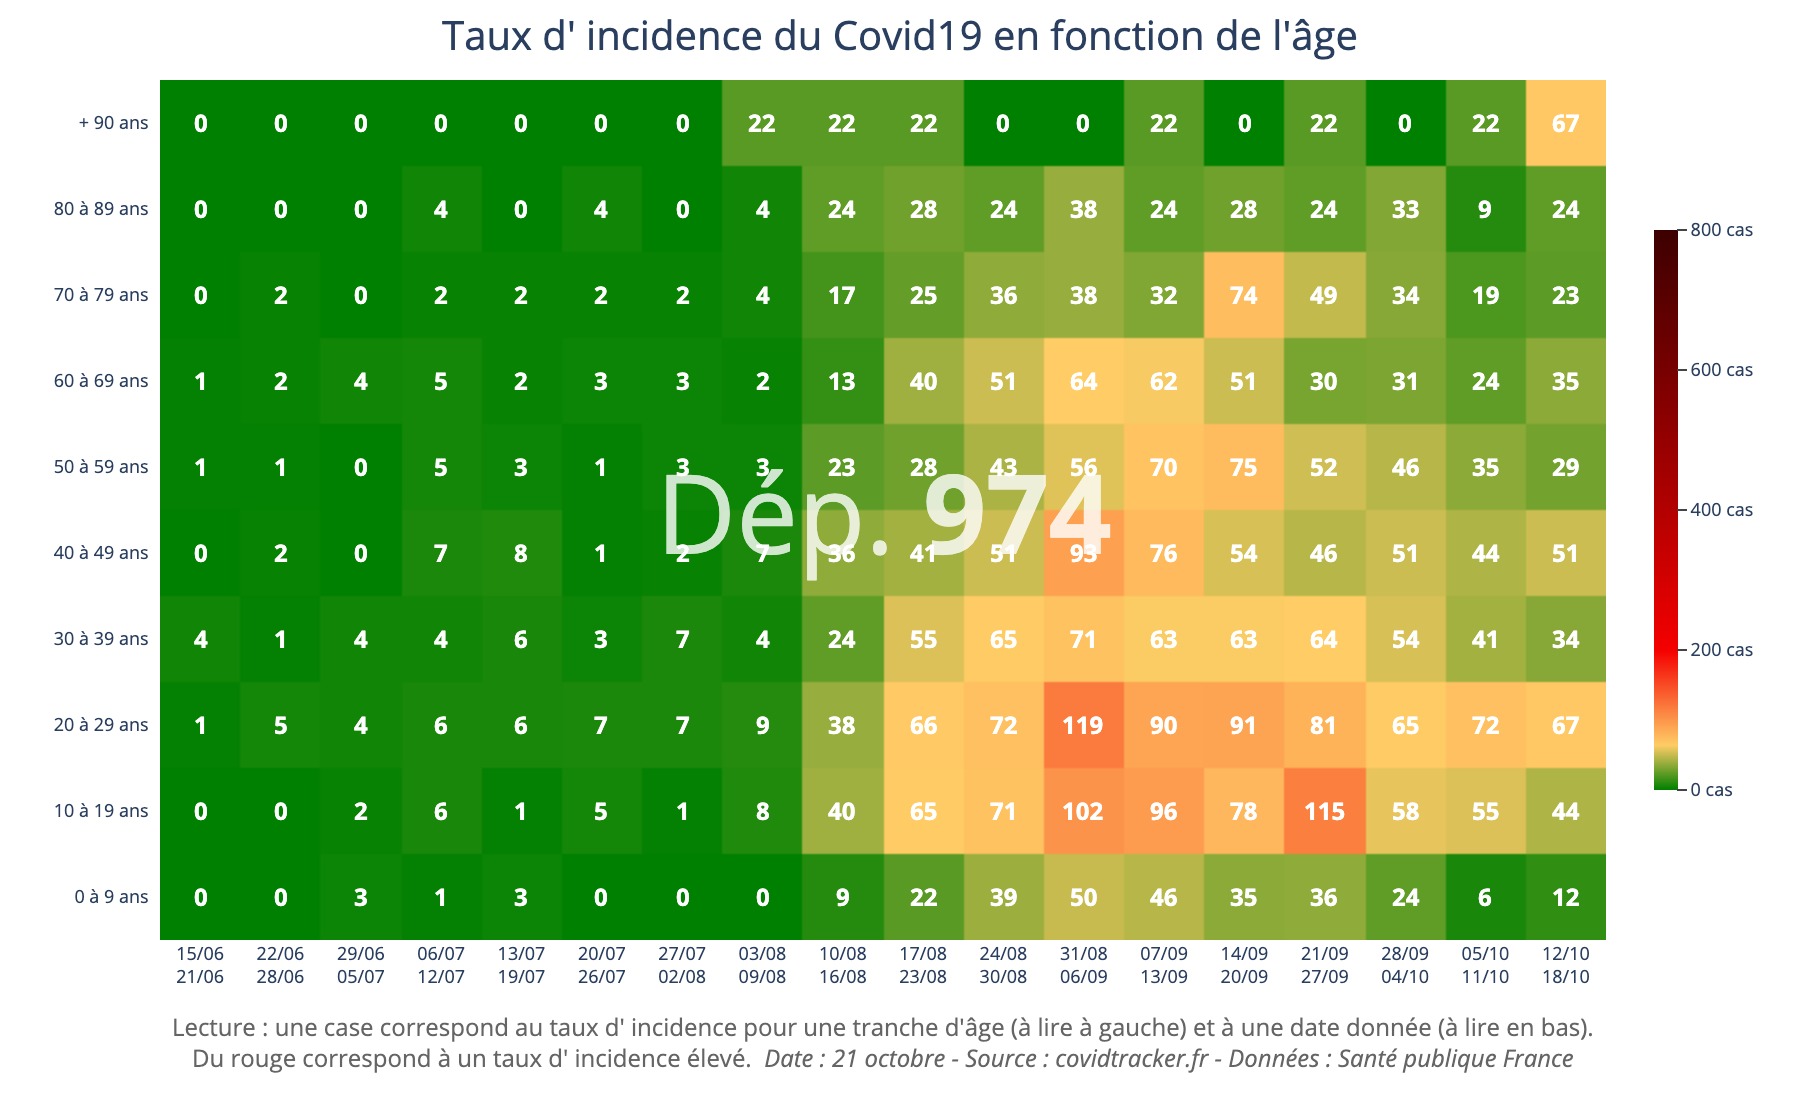 Taux d' incidence du Covid19 en fonction de l'âge
+ 90 ans 0 0 0 0 0 0 0 22 22 22 0 0 22 0 22 0 22 67
80 à 89 ans 0 0 0 4 0 4 0 4 24 28 24 38 24 28 24 33 9 24
800 cas
70 à 79 ans 0 2 0 2 2 2 2 4 17 25 36 38 32 74 49 34 19 23
600 cas
60 à 69 ans 1 2 4 5 2 3 3 2 13 40 51 64 62 51 30 31 24 35
50 à 59 ans 1 1 0 5 3 1 3 3 23 28 43 56 70 75 52 46 35 29
Dép. 974
400 cas
40 à 49 ans 0 2 0 7 8 1 2 7 36 41 51 93 76 54 46 51 44 51
30 à 39 ans 4 1 4 4 6 3 7 4 24 55 65 71 63 63 64 54 41 34
200 cas
20 à 29 ans 1 5 4 6 6 7 7 9 38 66 72 119 90 91 81 65 72 67
0 cas
10 à 19 ans 0 0 2 6 1 5 1 8 40 65 71 102 96 78 115 58 55 44
0 à 9 ans 0 0 3 1 3 0 0 0 9 22 39 50 46 35 36 24 6 12
15/06 22/06 29/06 06/07 13/07 20/07 27/07 03/08 10/08 17/08 24/08 31/08 07/09 14/09 21/09 28/09 05/10 12/10
21/06 28/06 05/07 12/07 19/07 26/07 02/08 09/08 16/08 23/08 30/08 06/09 13/09 20/09 27/09 04/10 11/10 18/10
Lecture : une case correspond au taux d' incidence pour une tranche d'âge (à lire à gauche) et à une date donnée (à lire en bas).
Du rouge correspond à un taux d' incidence élevé. Date : 21 octobre - Source : covidtracker.fr - Données : Santé publique France